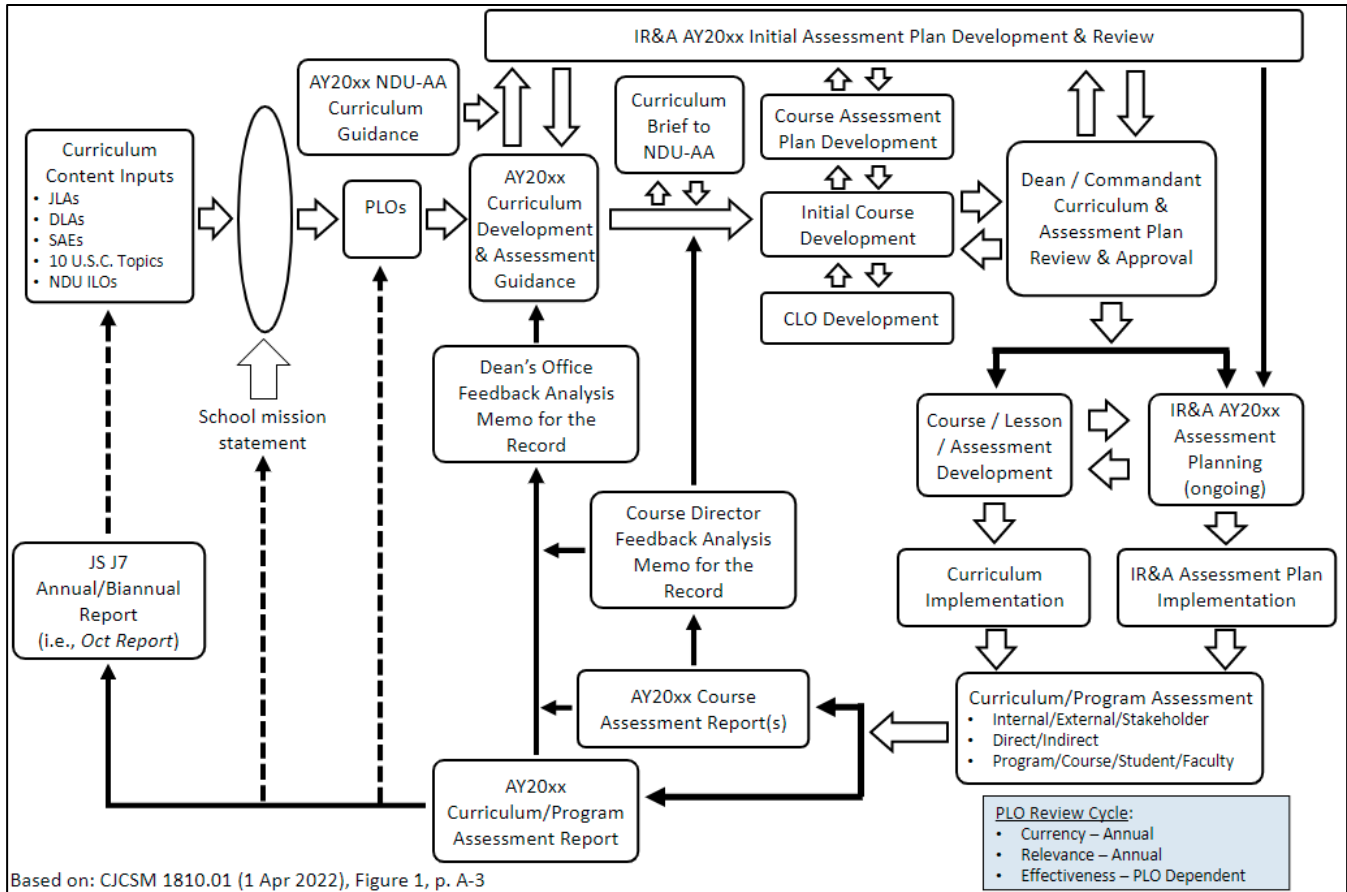 IR&A AY20xx Initial Assessment Plan Development & Review
AY20xx NDU-AA
Curriculum
Guidance
Curriculum
Brief to
NDU-AA
Course Assessment
Plan Development
Curriculum
Content Inputs
• JLAs
• DLAs
• SAEs
• 10 U.S.C. Topics
• NDU ILOs
PLOs
AY20xx
Curriculum
Development
& Assessment
Guidance
Initial Course
Development
Dean / Commandant
Curriculum &
Assessment Plan
Review & Approval
CLO Development
School mission
statement
Dean's Office
Feedback Analysis
Memo for the
Record
Course / Lesson
/ Assessment
Development
IR&A AY20xx
Assessment
Planning
(ongoing)
Course Director
Feedback Analysis
Memo for the
Record
JS J7
Annual/Biannual
Report
(i.e., Oct Report)
Curriculum
Implementation
IR&A Assessment Plan
Implementation
AY20xx Course
Assessment Report(s)
Curriculum/Program Assessment
• Internal/External/Stakeholder
• Direct/Indirect
• Program/Course/Student/Faculty
AY20xx
Curriculum/Program
Assessment Report
PLO Review Cycle:
• Currency – Annual
• Relevance – Annual
• Effectiveness – PLO Dependent
Based on: CJCSM 1810.01 (1 Apr 2022), Figure 1, p. A-3